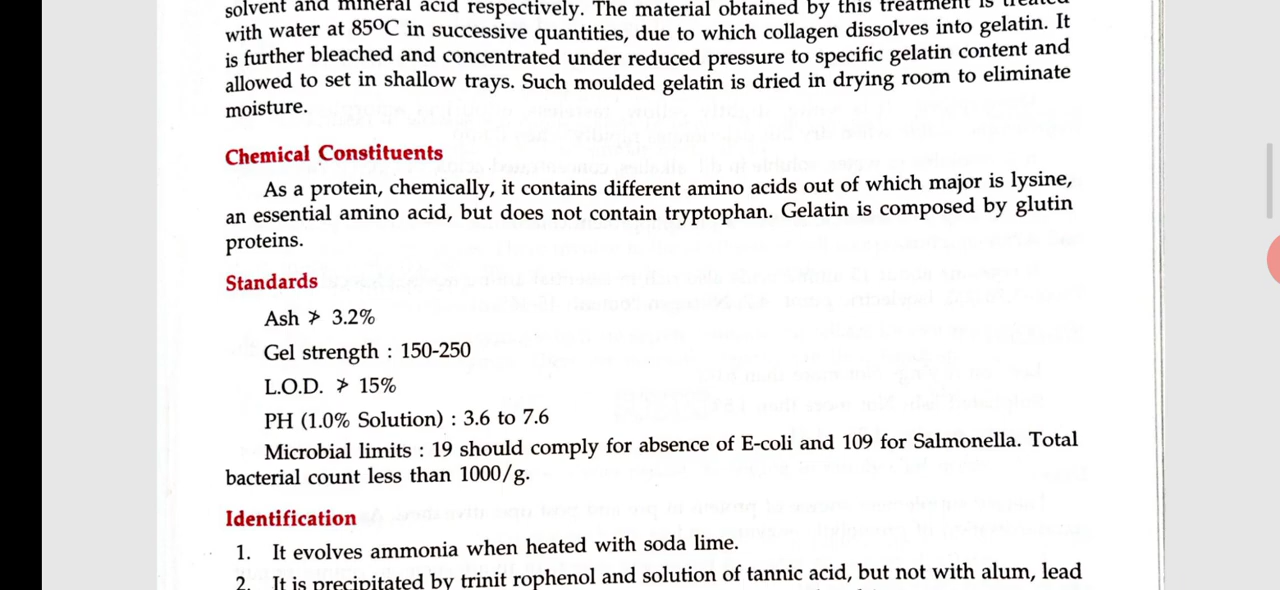 solvent and mineral acid respectively. The material obtained by this treatment is treated
with water at 85ºC in successive quantities, due to which collagen dissolves into gelatin. It
is further bleached and concentrated under reduced pressure to specific gelatin content and
allowed to set in shallow trays. Such moulded gelatin is dried in drying room to eliminate
moisture.
Chemical Constituents
As a protein, chemically, it contains different amino acids out of which major is lysine,
an essential amino acid, but does not contain tryptophan. Gelatin is composed by glutin
proteins.
Standards
Ash ≯ 3.2%
Gel strength : 150-250
L.O.D. ≯ 15%
PH (1.0% Solution) : 3.6 to 7.6
Microbial limits : 19 should comply for absence of E-coli and 109 for Salmonella. Total
bacterial count less than 1000/g.
Identification
1. It evolves ammonia when heated with soda lime.
2. It is precipitated by trinit rophenol and solution of tannic acid, but not with alum, lead